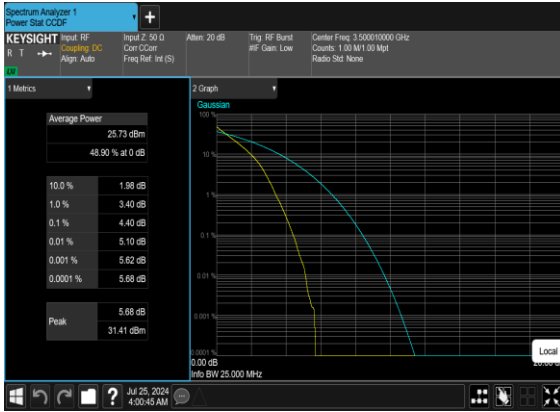 Spectrum Analyzer 1
Power Stat CCDF
+
KEYSIGHT
R T
Input: RF
Coupling: DC
Align: Auto
Input Z: 50 Ω
Corr CCorr
Freq Ref: Int (S)
Atten: 20 dB
Trig: RF Burst
#IF Gain: Low
Center Freq: 3.500010000 GHz
Counts: 1.00 M/1.00 Mpt
Radio Std: None
1 Metrics
Average Power
25.73 dBm
48.90 % at 0 dB
10.0 % 1.98 dB
1.0 % 3.40 dB
0.1 % 4.40 dB
0.01 % 5.10 dB
0.001 % 5.62 dB
0.0001 % 5.68 dB
Peak
5.68 dB
31.41 dBm
2 Graph
Gaussian
100 %
10 %
1 %
0.1 %
0.01 %
0.001 %
0.0001 %
0.00 dB
Info BW 25.000 MHz
Local
?
Jul 25, 2024
4:00:45 AM